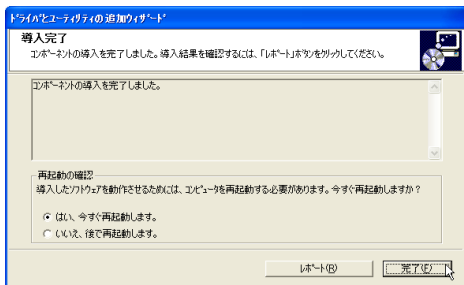 ﾄﾞﾗｲﾊﾞとﾕｰﾃｨﾘﾃｨの追加ｳｨｻﾞｰﾄﾞ
導入完了
ｺﾝﾎﾟｰﾈﾝﾄの導入を完了しました。導入結果を確認するには、「ﾚﾎﾟｰﾄ」ﾎﾞﾀﾝをｸﾘｯｸしてください。
ｺﾝﾎﾟｰﾈﾝﾄの導入を完了しました。
再起動の確認
導入したｿﾌﾄｳｪｱを動作させるためには、ｺﾝﾋﾟｭｰﾀを再起動する必要があります。今すぐ再起動しますか？
はい、今すぐ再起動します。
いいえ、後で再起動します。
ﾚﾎﾟｰﾄ(R)
完了(F)